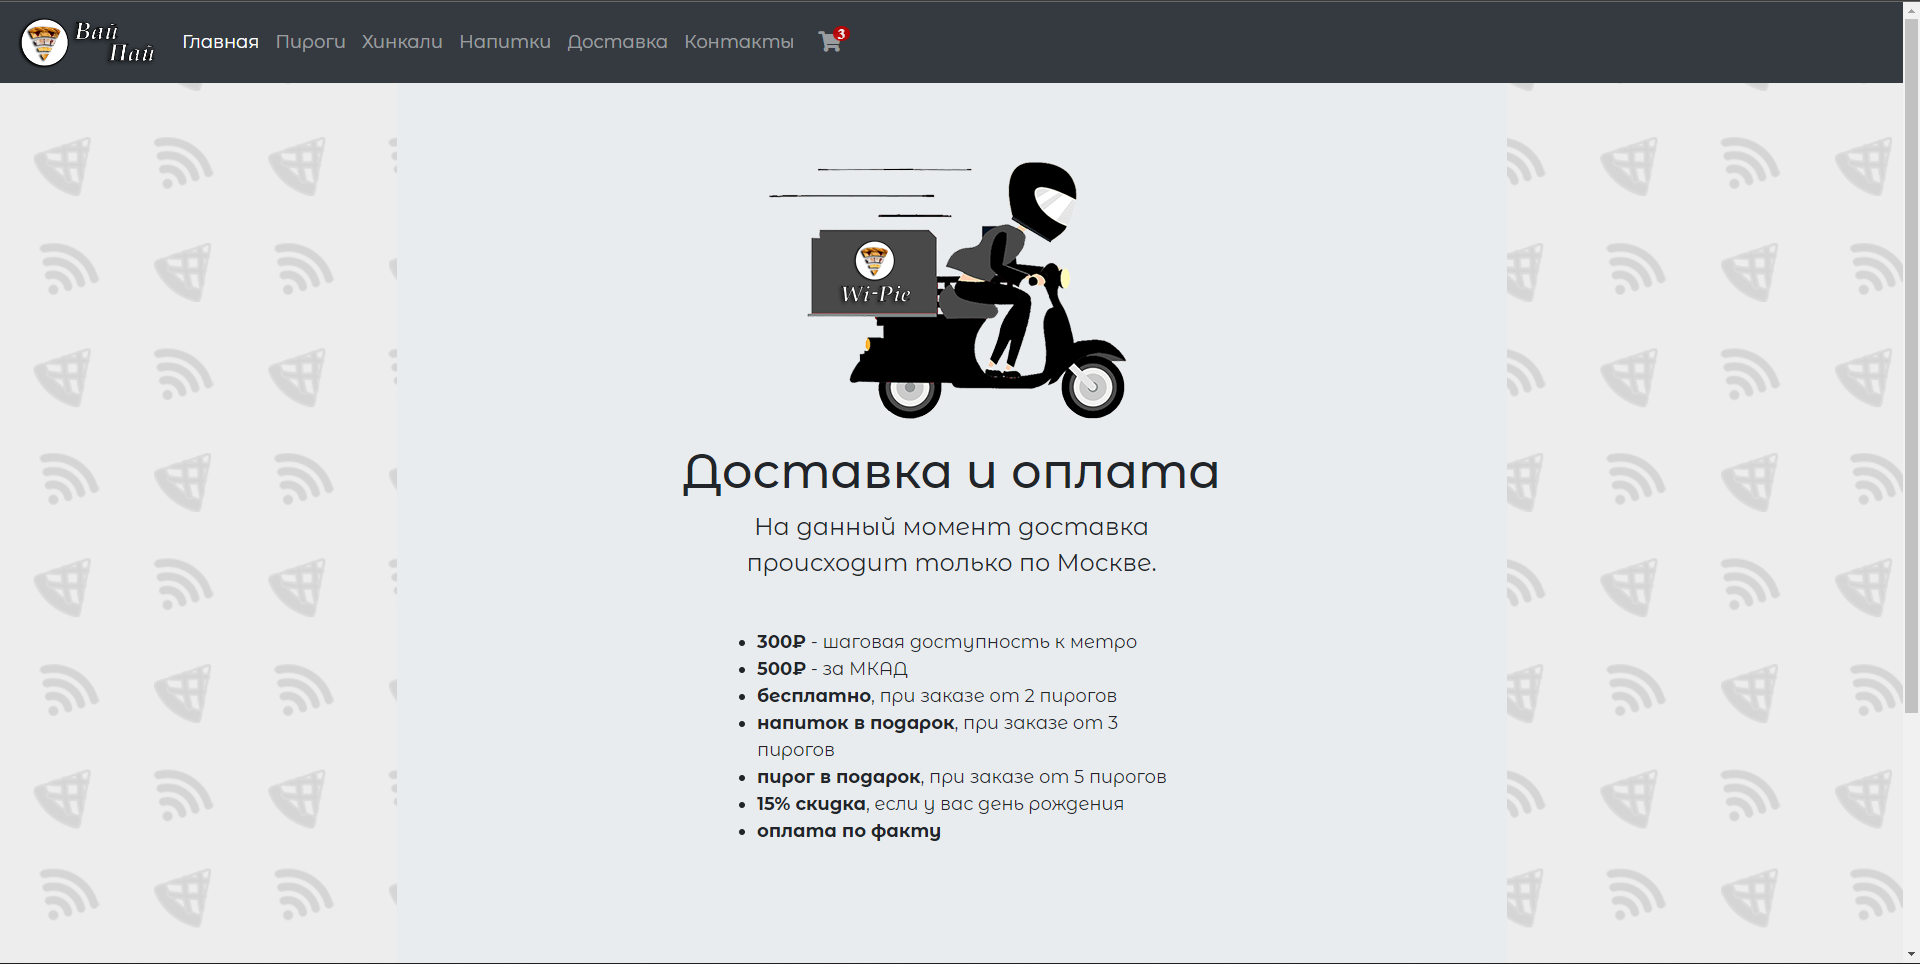 Вай
Пай
Главная Пироги Хинкали Напитки Доставка Контакты 3
Wi-Pie
Доставка и оплата
На данный момент доставка
происходит только по Москве.
300₽ - шаговая доступность к метро
500₽ - за МКАД
бесплатно, при заказе от 2 пирогов
напиток в подарок, при заказе от 3
пирогов
пирог в подарок, при заказе от 5 пирогов
15% скидка, если у вас день рождения
оплата по факту